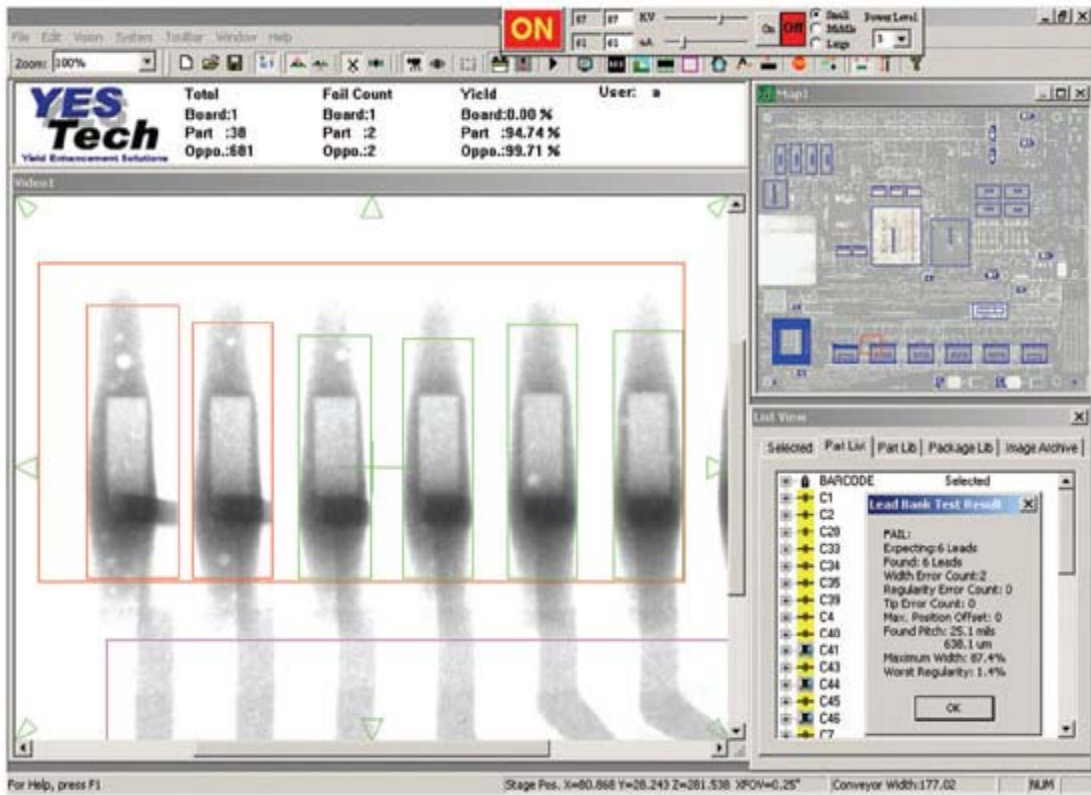 ON
87 87 KV
61 61 uA
On Off
Small
Middle
Large
Power Level
3
File Edit Vision System ToolBar Window Help
Zoom: 100%
YES
Tech
Yield Enhancement Solutions
Total
Board:1
Part :38
Oppo.:681
Fail Count
Board:1
Part :2
Oppo.:2
Yield
Board:0.00 %
Part :94.74 %
Oppo.:99.71 %
User: a
Video1
Map1
List View
Selected Part List Part Lib Package Lib Image Archive
BARCODE Selected
C1
C2
C28
C33
C34
C35
C39
C4
C40
C41
C43
C44
C45
C46
C7
Lead Bank Test Result
FAIL:
Expecting:6 Leads
Found: 6 Leads
Width Error Count:2
Regularity Error Count: 0
Tip Error Count: 0
Max. Position Offset: 0
Found Pitch: 25.1 mils
638.1 um
Maximum Width: 87.4%
Worst Regularity: 1.4%
OK
For Help, press F1
Stage Pos. X=80.868 Y=28.243 Z=281.538 XFOV=0.25"
Conveyor Width:177.02
NUM